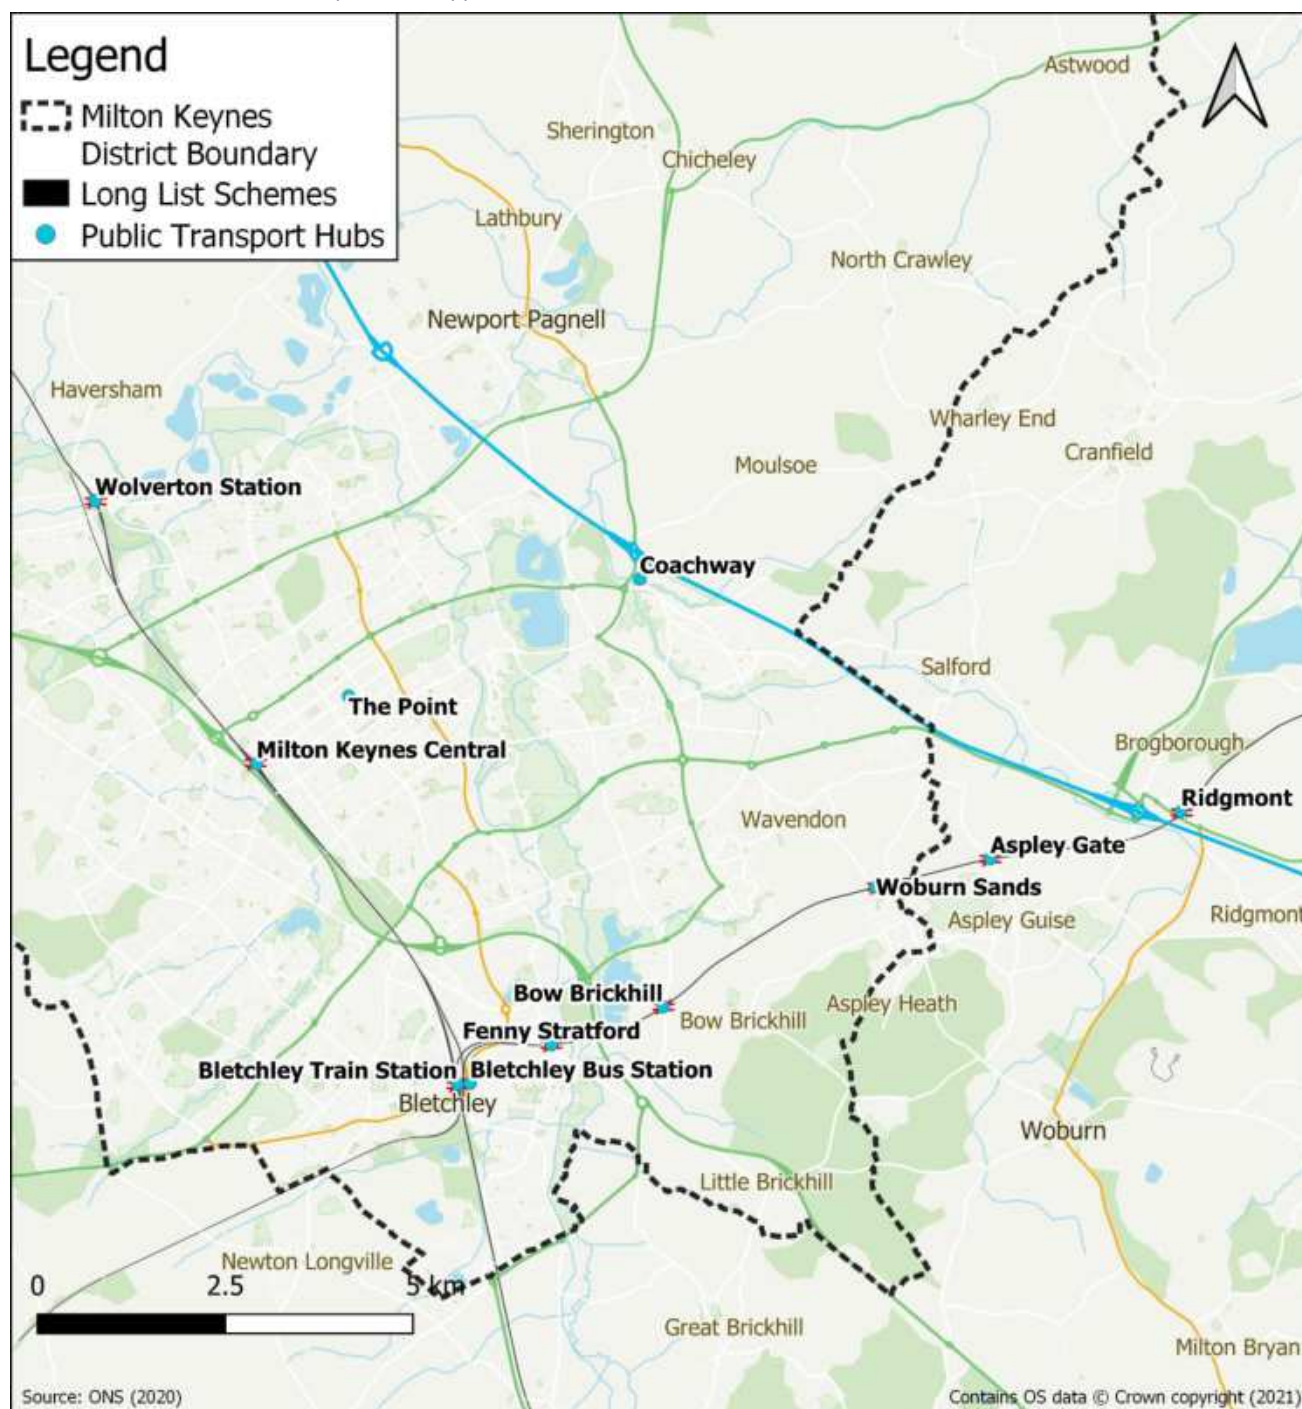 Legend
Milton Keynes
District Boundary
Long List Schemes
Public Transport Hubs
Astwood
Sherington
Chicheley
Lathbury
North Crawley
Newport Pagnell
Haversham
Wharley End
Cranfield
Moulsoe
Wolverton Station
Coachway
Salford
The Point
Brogborough
Milton Keynes Central
Ridgmont
Wavendon
Aspley Gate
Woburn Sands
Aspley Guise
Ridgmont
Bow Brickhill
Aspley Heath
Bow Brickhill
Fenny Stratford
Bletchley Train Station
Bletchley Bus Station
Bletchley
Woburn
Little Brickhill
Newton Longville
0 2.5 5 km
Great Brickhill
Milton Bryan
Source: ONS (2020)
Contains OS data © Crown copyright (2021)